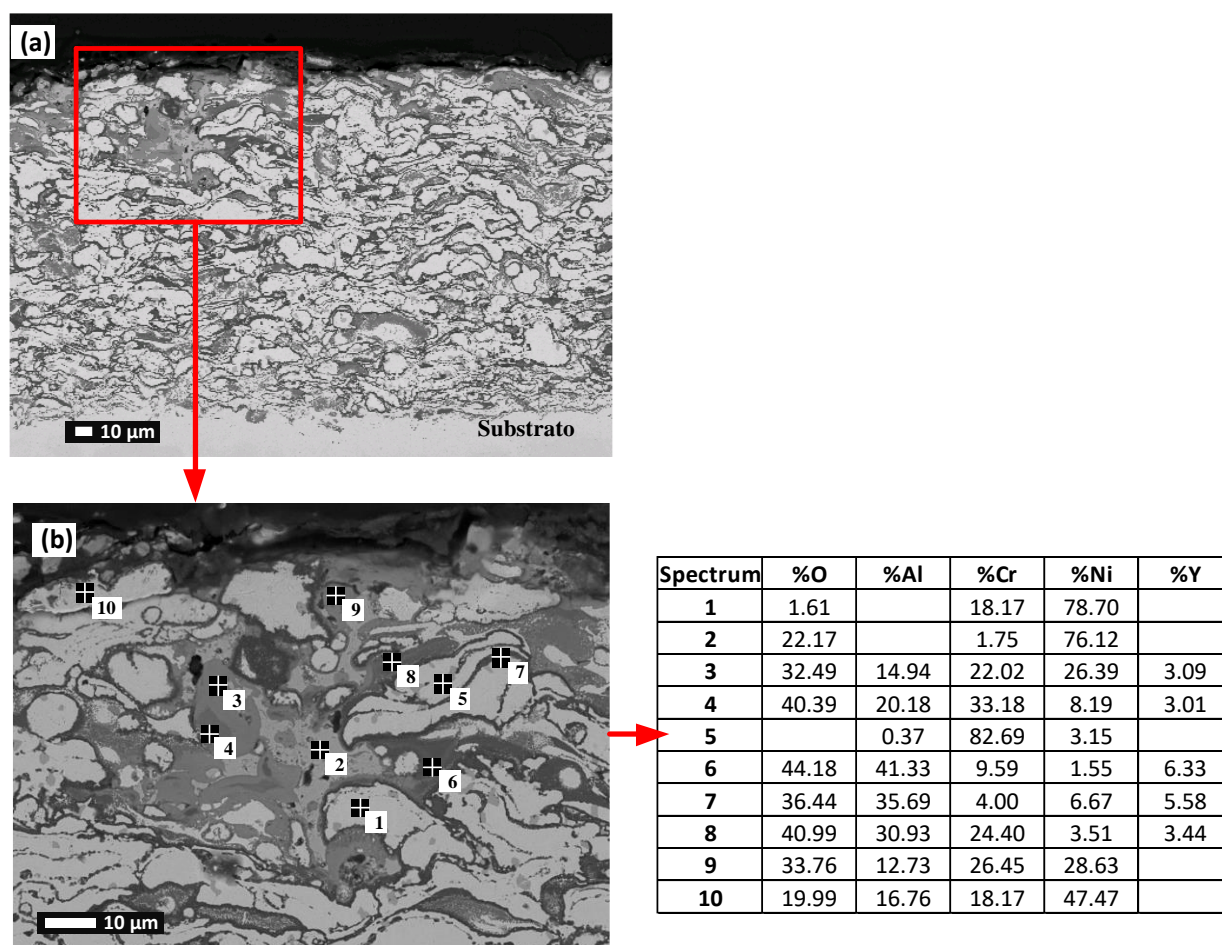 (a)
10 µm
Substrato
(b)
10
9
8
7
5
3
4
2
6
1
10 µm
Spectrum %O %Al %Cr %Ni %Y
1 1.61 18.17 78.70
2 22.17 1.75 76.12
3 32.49 14.94 22.02 26.39 3.09
4 40.39 20.18 33.18 8.19 3.01
5 0.37 82.69 3.15
6 44.18 41.33 9.59 1.55 6.33
7 36.44 35.69 4.00 6.67 5.58
8 40.99 30.93 24.40 3.51 3.44
9 33.76 12.73 26.45 28.63
10 19.99 16.76 18.17 47.47